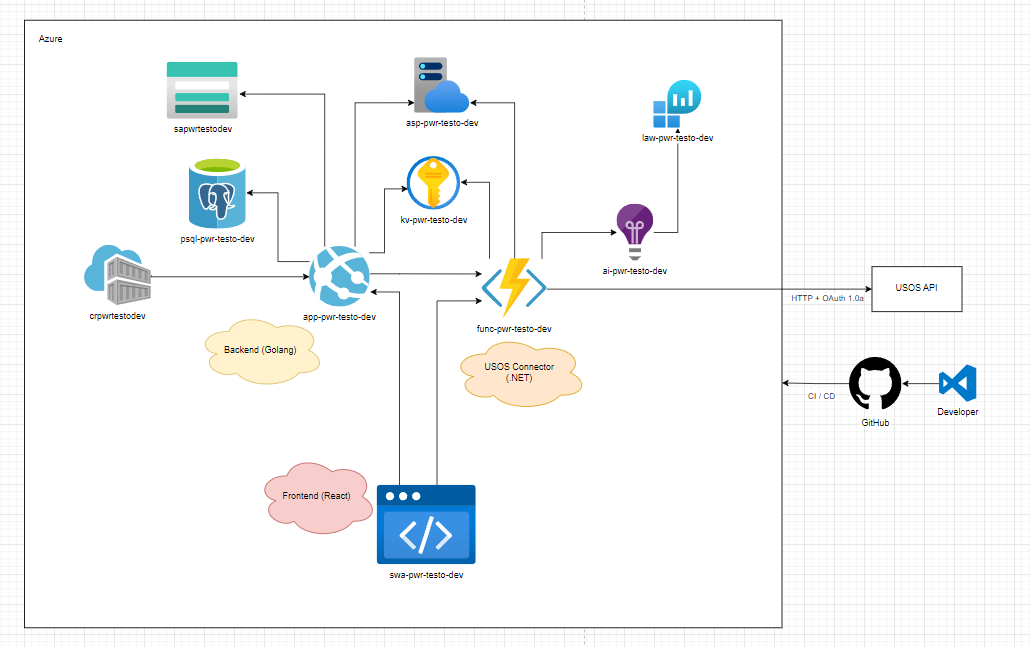 Azure
sapwrtestodev
asp-pwr-testo-dev
law-pwr-testo-dev
psql-pwr-testo-dev
kv-pwr-testo-dev
ai-pwr-testo-dev
crpwrtestodev
app-pwr-testo-dev
func-pwr-testo-dev
HTTP + OAuth 1.0a
USOS API
Backend (Golang)
USOS Connector
(.NET)
CI / CD
GitHub
Developer
Frontend (React)
swa-pwr-testo-dev